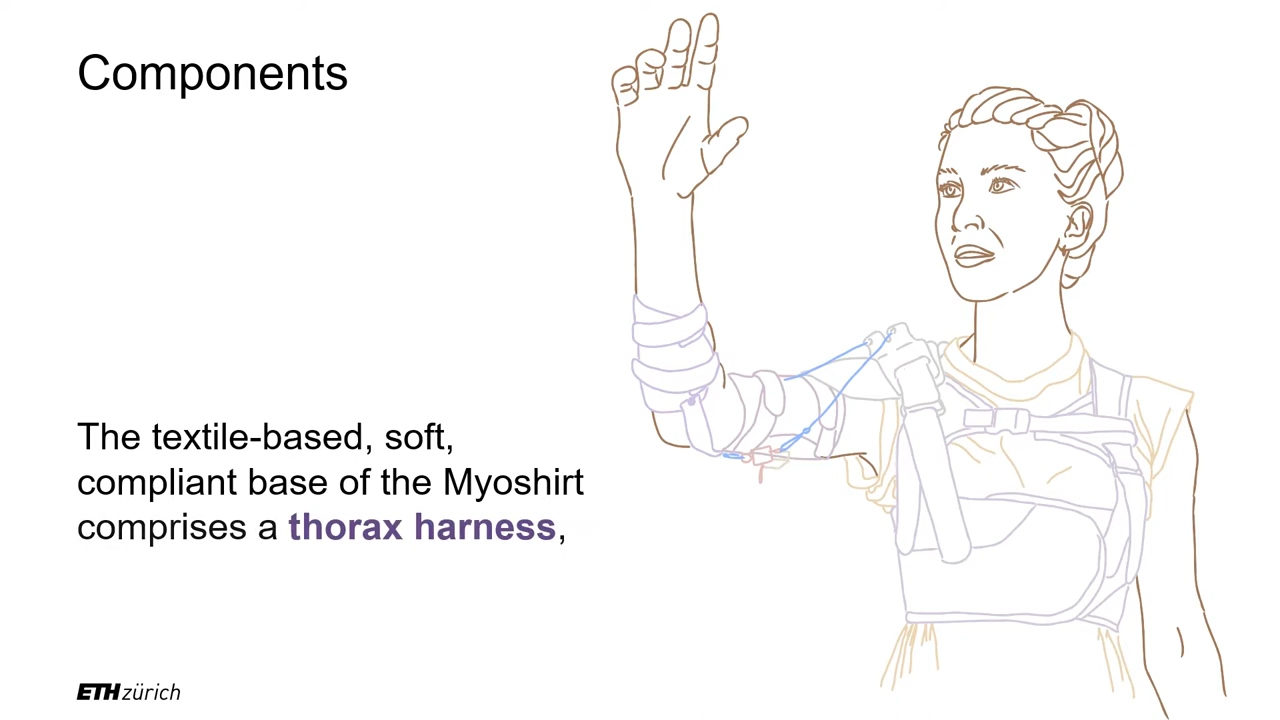 Components
The textile-based, soft,
compliant base of the Myoshirt
comprises a thorax harness,
ETH zürich